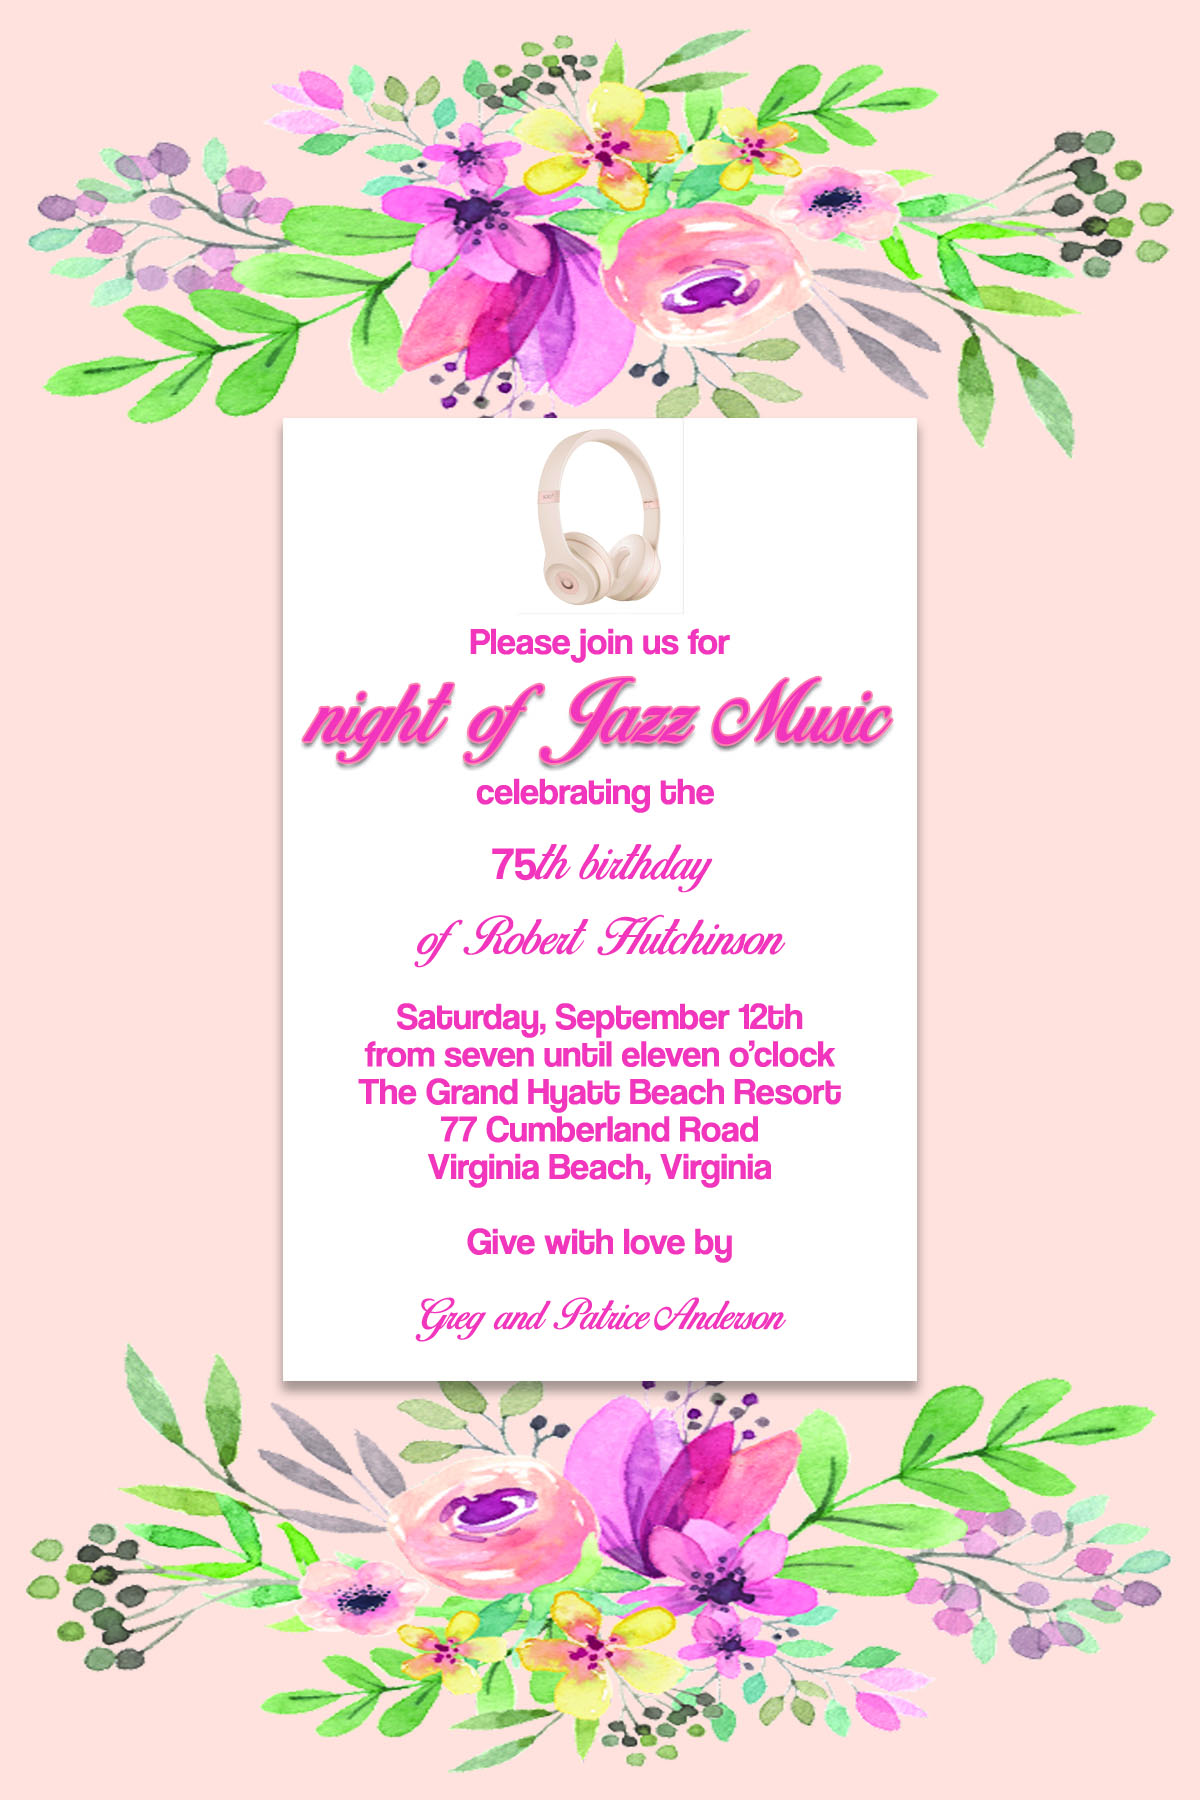 Please join us for
night of Jazz Music
celebrating the
75th birthday
of Robert Hutchinson
Saturday, September 12th
from seven until eleven o’clock
The Grand Hyatt Beach Resort
77 Cumberland Road
Virginia Beach, Virginia
Give with love by
Greg and Patrice Anderson